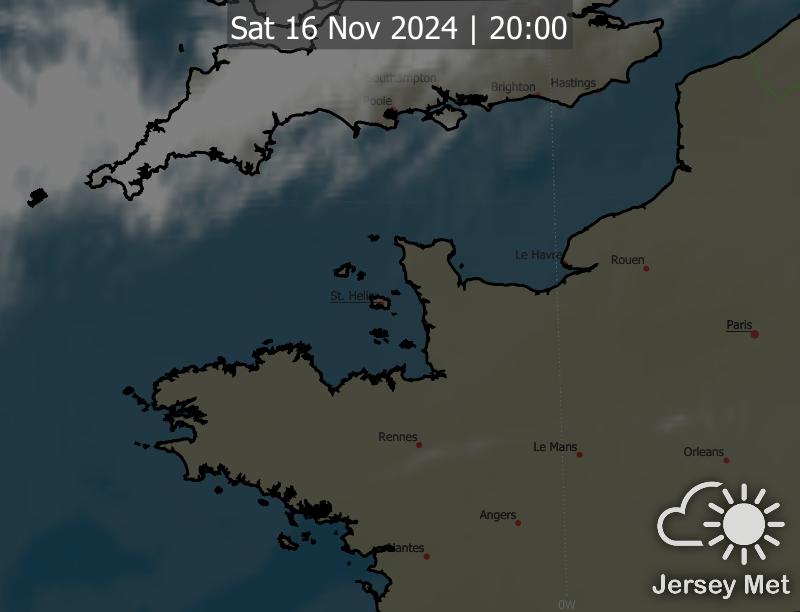 Sat 16 Nov 2024 | 20:00
Southampton
Poole
Brighton
Hastings
Le Havre
Rouen
St. Helier
Paris
Rennes
Le Mans
Orleans
Angers
Nantes
Jersey Met
0W